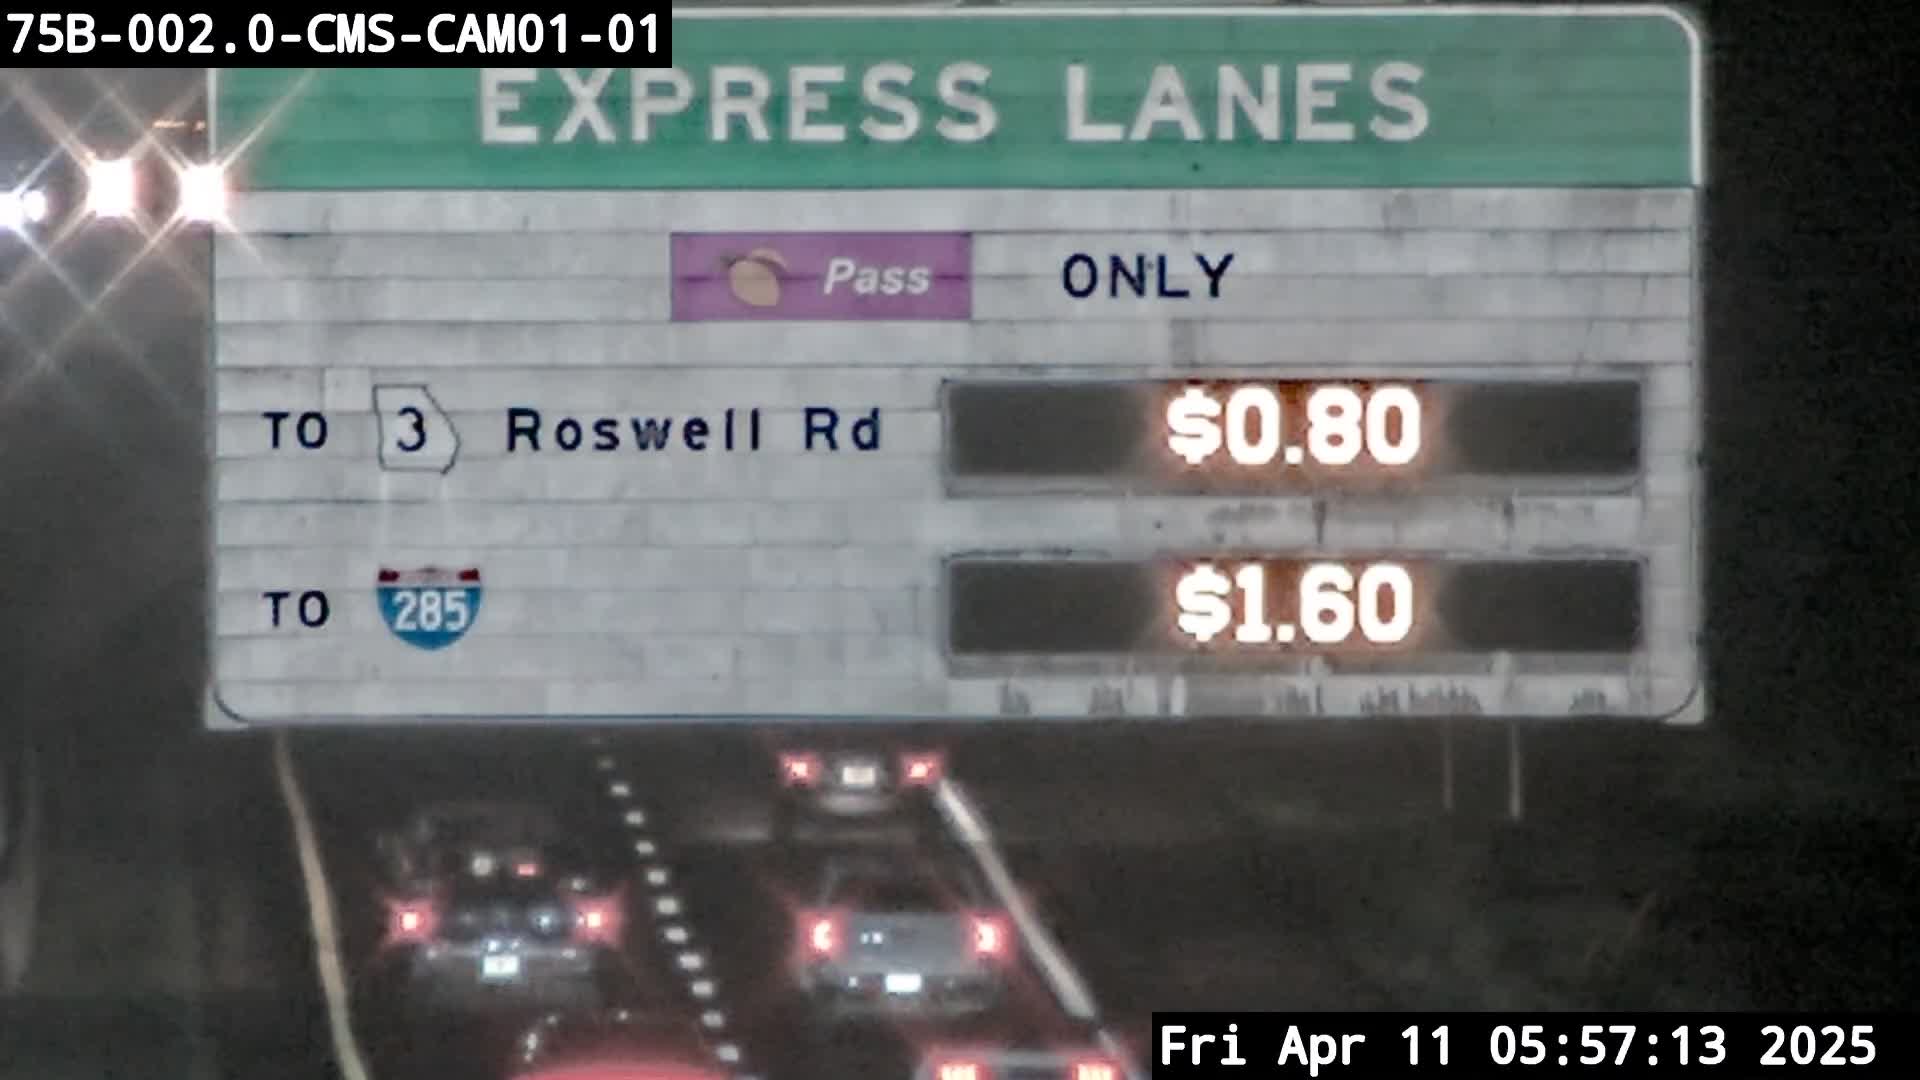 75B-002.0-CMS-CAM01-01
EXPRESS LANES
Pass ONLY
TO 3 Roswell Rd $0.80
TO 285 $1.60
Fri Apr 11 05:57:13 2025